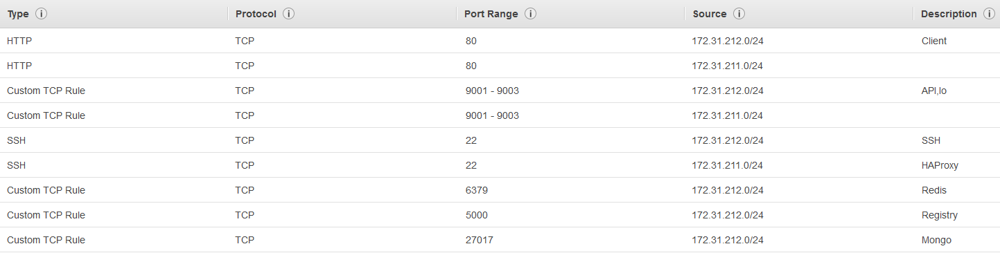 Type Protocol Port Range Source Description
HTTP TCP 80 172.31.212.0/24 Client
HTTP TCP 80 172.31.211.0/24
Custom TCP Rule TCP 9001 - 9003 172.31.212.0/24 API,Io
Custom TCP Rule TCP 9001 - 9003 172.31.211.0/24
SSH TCP 22 172.31.212.0/24 SSH
SSH TCP 22 172.31.211.0/24 HAProxy
Custom TCP Rule TCP 6379 172.31.212.0/24 Redis
Custom TCP Rule TCP 5000 172.31.212.0/24 Registry
Custom TCP Rule TCP 27017 172.31.212.0/24 Mongo